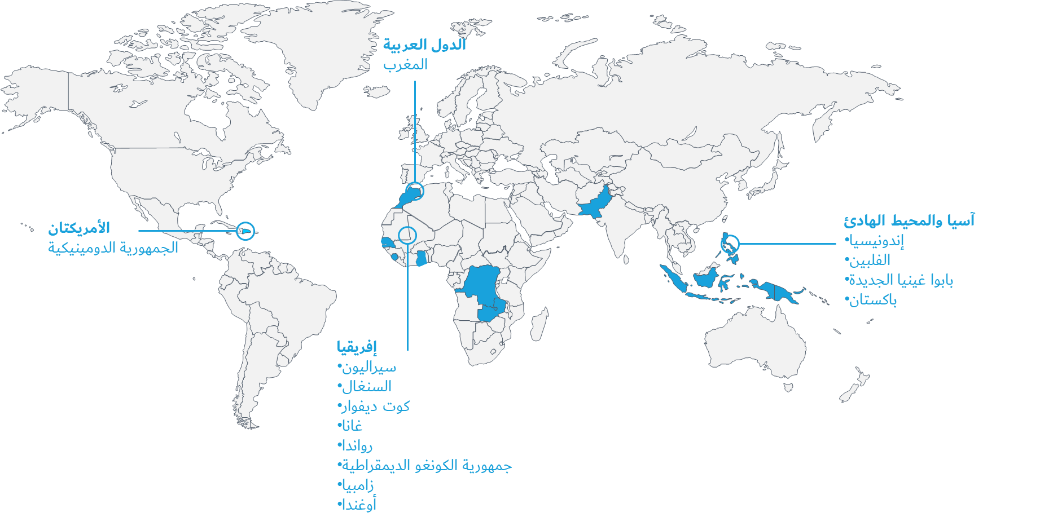 الدول العربية
المغرب
الأمريكتان
الجمهورية الدومينيكية
آسيا والمحيط الهادئ
•إندونيسيا
•الفلبين
•بابوا غينيا الجديدة
•باكستان
إفريقيا
•سيراليون
•السنغال
•كوت ديفوار
•غانا
•رواندا
•جمهورية الكونغو الديمقراطية
•زامبيا
•أوغندا